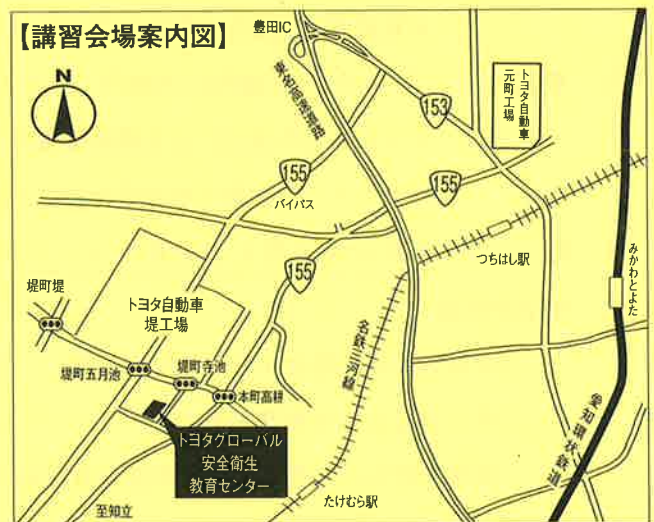 【講習会場案内図】
豊田IC
N
東名高速道路
153
トヨタ自動車
元町工場
155
バイパス
155
つちはし駅
みかわとよた
155
堤町堤
トヨタ自動車
堤工場
名鉄三河線
堤町五月池
堤町寺池
本町高耕
愛知環状鉄道
トヨタグローバル
安全衛生
教育センター
たけむら駅
至知立